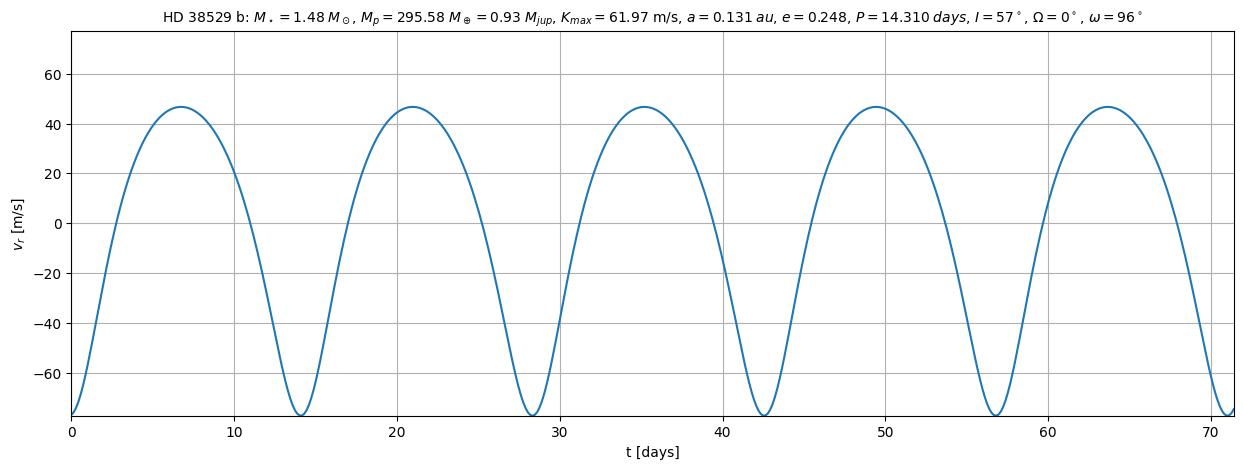 HD 38529 b: $M_\star = 1.48\ M_\odot$, $M_p = 295.58\ M_\oplus = 0.93\ M_{jup}$, $K_{max} = 61.97$ m/s, $a = 0.131\ au$, $e = 0.248$, $P = 14.310\ days$, $I = 57^\circ$, $\Omega = 0^\circ$, $\omega = 96^\circ$
60
40
20
0
−20
−40
−60
$v_r$ [m/s]
0 10 20 30 40 50 60 70
t [days]